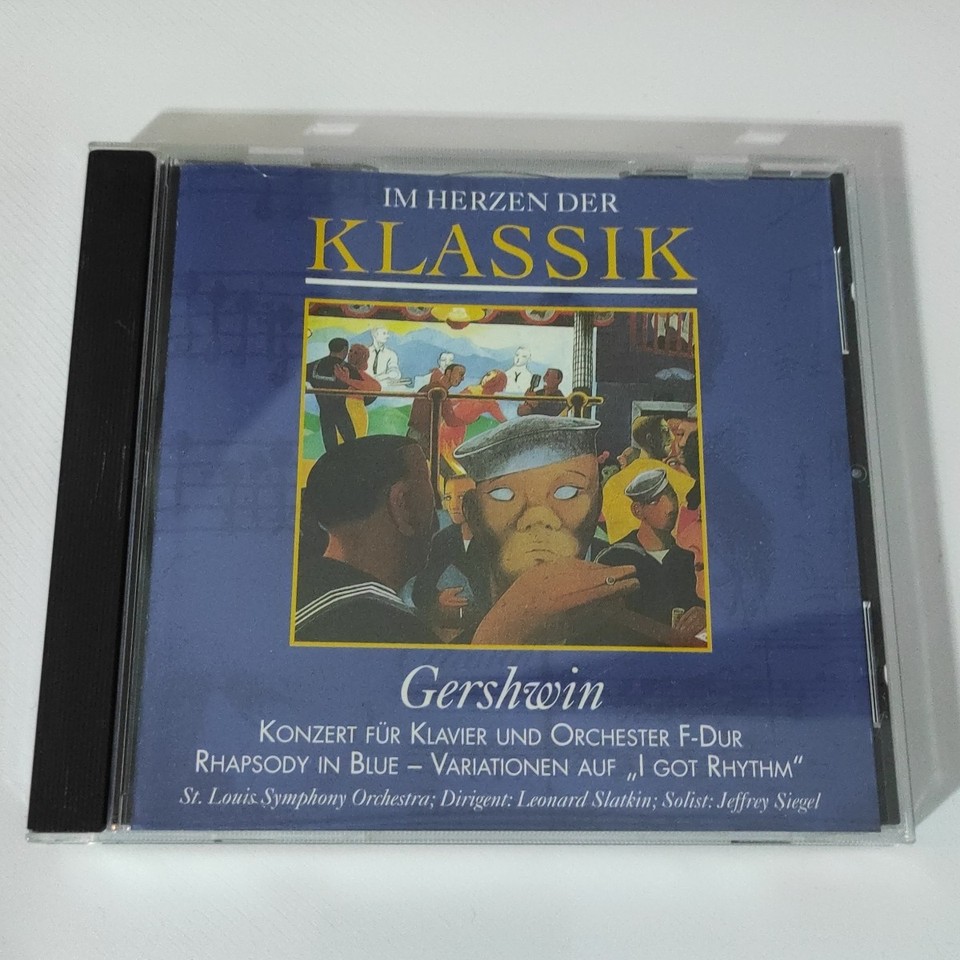 IM HERZEN DER
KLASSIK
Gershwin
KONZERT FÜR KLAVIER UND ORCHESTER F-DUR
RHAPSODY IN BLUE – VARIATIONEN AUF „I GOT RHYTHM“
St. Louis Symphony Orchestra; Dirigent: Leonard Slatkin; Solist: Jeffrey Siegel